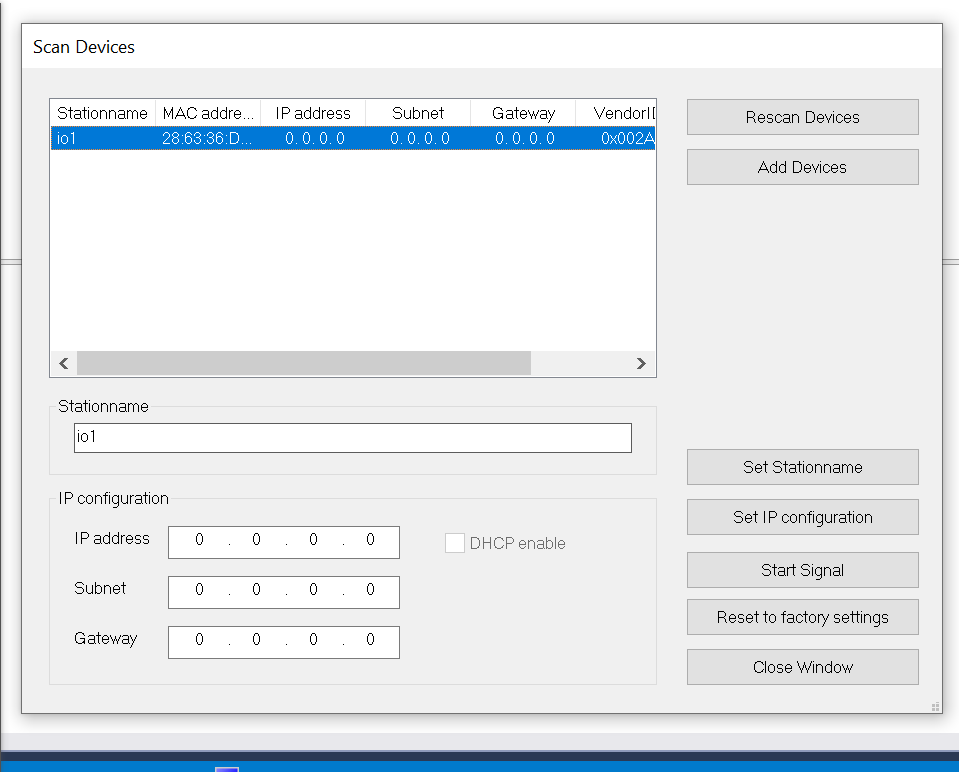 Scan Devices
Stationname MAC addre... IP address Subnet Gateway VendorID
io1 28:63:36:D... 0. 0. 0. 0 0. 0. 0. 0 0. 0. 0. 0 0x002A
Rescan Devices
Add Devices
Stationname
io1
Set Stationname
IP configuration
Set IP configuration
IP address 0 . 0 . 0 . 0
DHCP enable
Start Signal
Subnet 0 . 0 . 0 . 0
Reset to factory settings
Gateway 0 . 0 . 0 . 0
Close Window